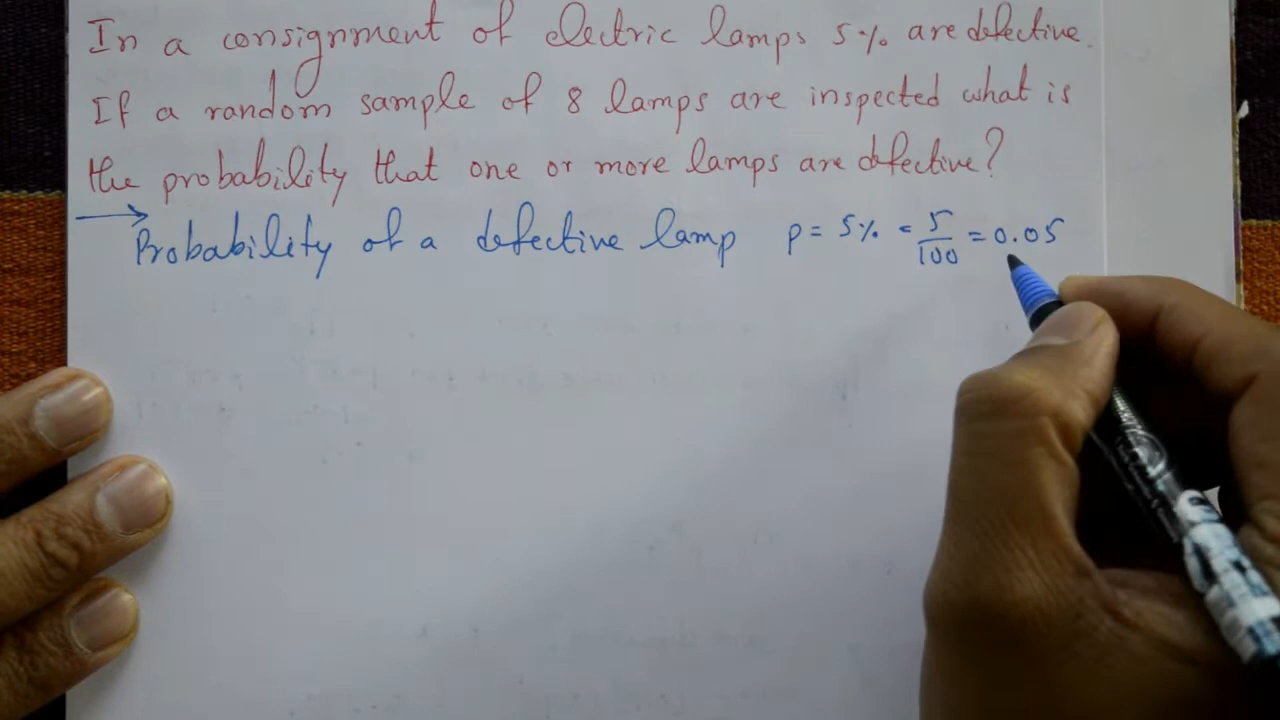 In a consignment of electric lamps 5% are defective.
If a random sample of 8 lamps are inspected what is
the probability that one or more lamps are defective?
→ Probability of a defective lamp p = 5% = 5/100 = 0.05